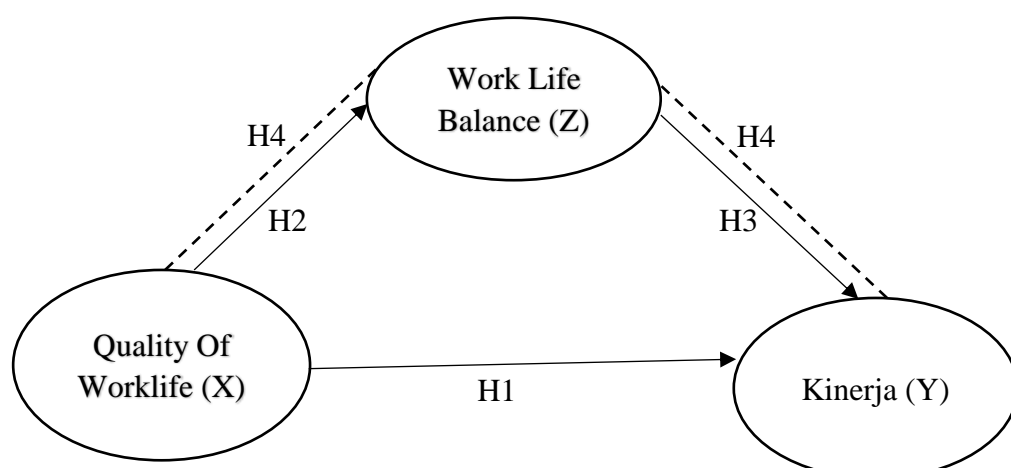 Work Life
Balance (Z)
H4
H4
H2
H3
Quality Of
Worklife (X)
H1
Kinerja (Y)